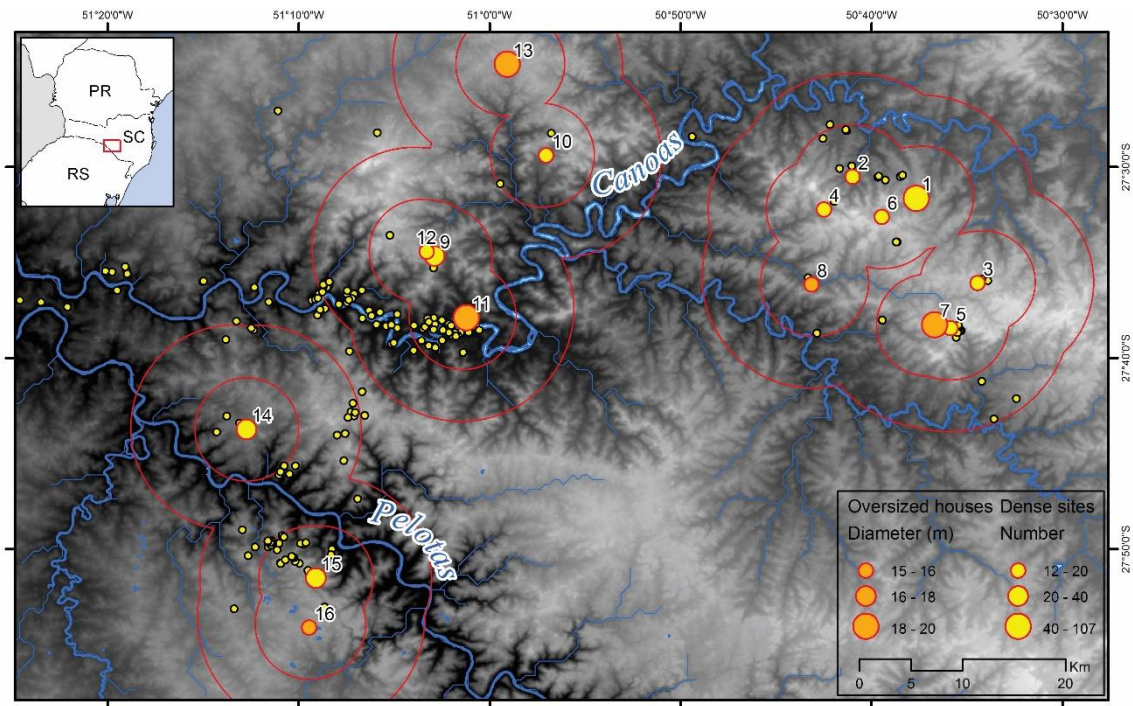 51°20'0"W 51°10'0"W 51°0'0"W 50°50'0"W 50°40'0"W 50°30'0"W
PR
SC
RS
13
10
Canoas
27°30'0"S
2
1
4
6
12 9
8
3
11
7 5
27°40'0"S
14
Pelotas
27°50'0"S
15
16
Oversized houses Dense sites
Diameter (m) Number
15 - 16 12 - 20
16 - 18 20 - 40
18 - 20 40 - 107
Km
0 5 10 20